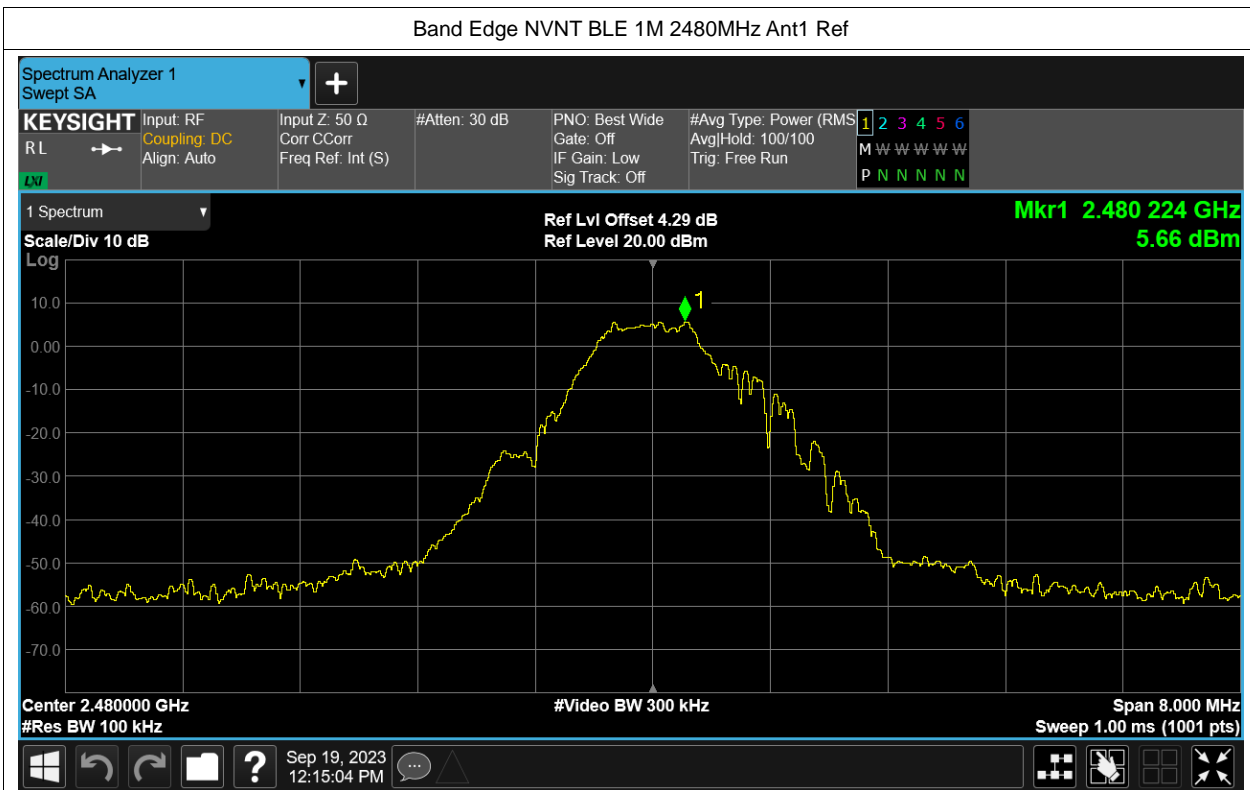 Band Edge NVNT BLE 1M 2480MHz Ant1 Ref
Spectrum Analyzer 1
Swept SA
+
KEYSIGHT
RL
LXI
Input: RF
Coupling: DC
Align: Auto
Input Z: 50 Ω
Corr CCorr
Freq Ref: Int (S)
#Atten: 30 dB
PNO: Best Wide
Gate: Off
IF Gain: Low
Sig Track: Off
#Avg Type: Power (RMS
Avg|Hold: 100/100
Trig: Free Run
1 2 3 4 5 6
M W W W W W
P N N N N N
1 Spectrum
Scale/Div 10 dB
Ref Lvl Offset 4.29 dB
Ref Level 20.00 dBm
Mkr1 2.480 224 GHz
5.66 dBm
Log
1
10.0
0.00
-10.0
-20.0
-30.0
-40.0
-50.0
-60.0
-70.0
Center 2.480000 GHz
#Res BW 100 kHz
#Video BW 300 kHz
Span 8.000 MHz
Sweep 1.00 ms (1001 pts)
?
Sep 19, 2023
12:15:04 PM